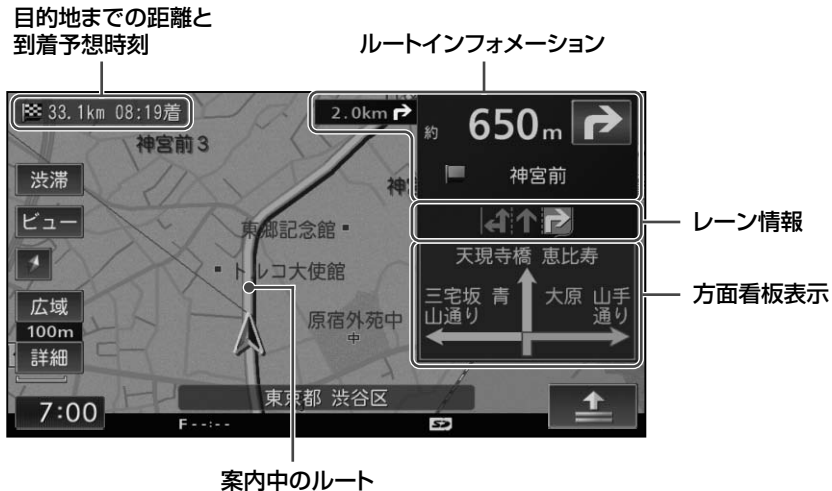 目的地までの距離と
到着予想時刻
ルートインフォメーション
33.1km 08:19着
2.0km
約 650m
神宮前
神宮前3
渋滞
ビュー
東郷記念館
トルコ大使館
レーン情報
天現寺橋 恵比寿
三宅坂 青
山通り
大原 山手
通り
方面看板表示
広域
100m
詳細
原宿外苑中
中
東京都 渋谷区
7:00
F--:--
SD
案内中のルート